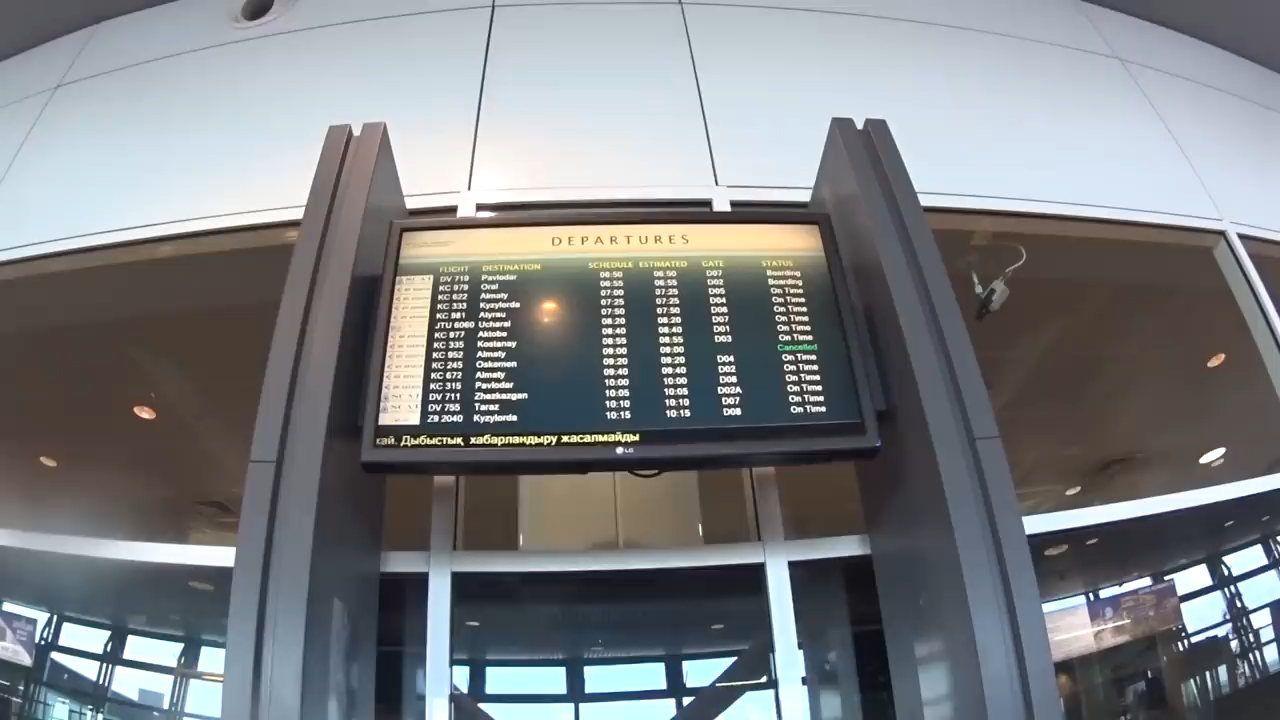 DEPARTURES
FLIGHT DESTINATION SCHEDULE ESTIMATED GATE STATUS
DV 719 Pavlodar 06:50 06:50 D07 Boarding
KC 979 Oral 06:55 06:55 D02 Boarding
KC 622 Almaty 07:00 07:25 D05 On Time
KC 333 Kyzylorda 07:25 07:25 D04 On Time
KC 981 Atyrau 07:50 07:50 D06 On Time
JTU 6060 Ucharal 08:20 08:20 D07 On Time
KC 977 Aktobe 08:40 08:40 D01 On Time
KC 335 Kostanay 08:55 08:55 D03 On Time
KC 952 Almaty 09:00 09:00 Cancelled
KC 245 Oskemen 09:20 09:20 D04 On Time
KC 672 Almaty 09:40 09:40 D02 On Time
KC 315 Pavlodar 10:00 10:00 D08 On Time
DV 711 Zhezkazgan 10:05 10:05 D02A On Time
DV 755 Taraz 10:10 10:10 D07 On Time
Z9 2040 Kyzylorda 10:15 10:15 D08 On Time
қай. Дыбыстық хабарландыру жасалмайды
LG